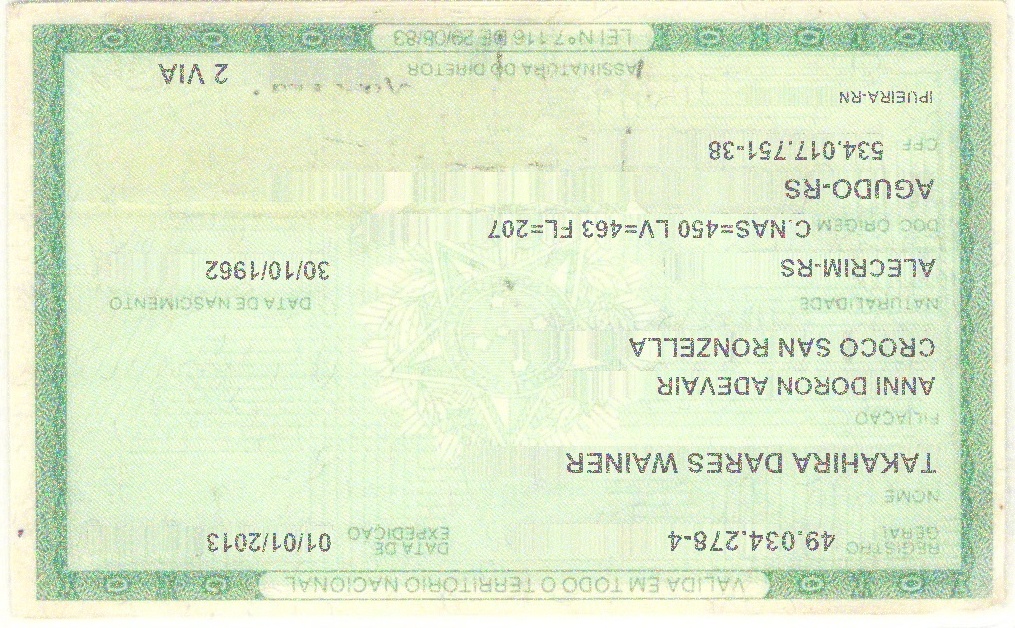 VÁLIDA EM TODO O TERRITÓRIO NACIONAL
REGISTRO GERAL 49.034.278-4 DATA DE EXPEDIÇÃO 01/01/2013
NOME
TAKAHIRA DARES WAINER
FILIAÇÃO
ANNI DORON ADEVAIR
CROCO SAN RONZELLA
NATURALIDADE DATA DE NASCIMENTO
ALECRIM-RS 30/10/1962
DOC ORIGEM C.NAS=450 LV=463 FL=207
AGUDO-RS
CPF 534.017.751-38
IPUEIRA-RN
2 VIA
ASSINATURA DO DIRETOR
LEI Nº 7.116 DE 29/08/83